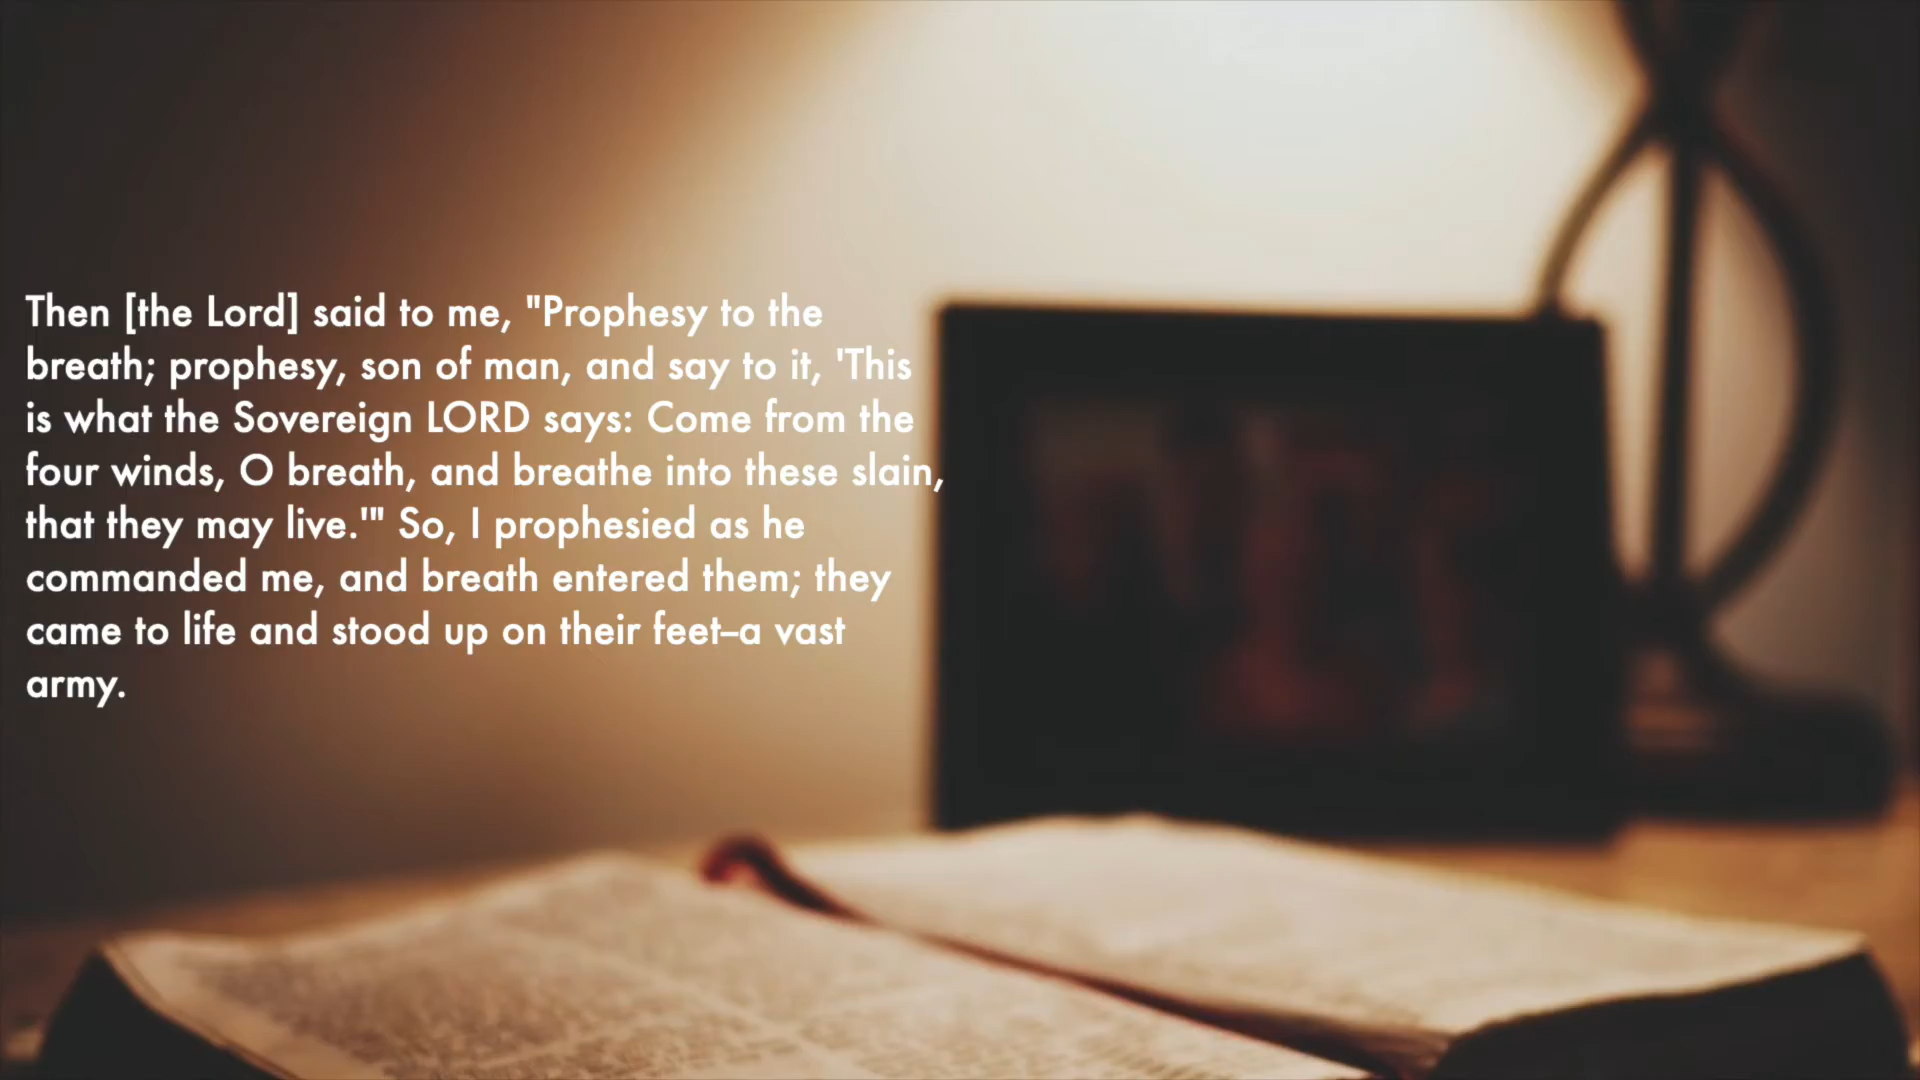 Then [the Lord] said to me, "Prophesy to the
breath; prophesy, son of man, and say to it, 'This
is what the Sovereign LORD says: Come from the
four winds, O breath, and breathe into these slain,
that they may live.'" So, I prophesied as he
commanded me, and breath entered them; they
came to life and stood up on their feet–a vast
army.